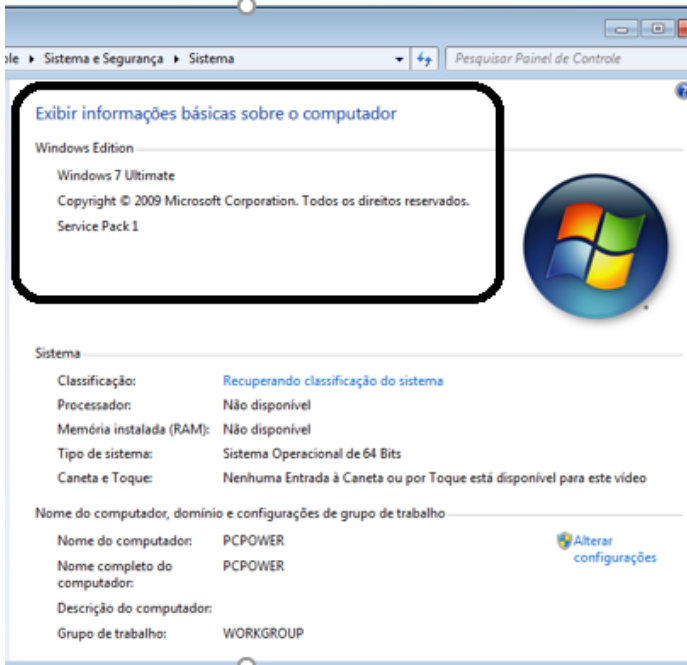 ole ▸ Sistema e Segurança ▸ Sistema
Pesquisar Painel de Controle
Exibir informações básicas sobre o computador
Windows Edition
Windows 7 Ultimate
Copyright © 2009 Microsoft Corporation. Todos os direitos reservados.
Service Pack 1
Sistema
Classificação: Recuperando classificação do sistema
Processador: Não disponível
Memória instalada (RAM): Não disponível
Tipo de sistema: Sistema Operacional de 64 Bits
Caneta e Toque: Nenhuma Entrada à Caneta ou por Toque está disponível para este vídeo
Nome do computador, domínio e configurações de grupo de trabalho
Nome do computador: PCPOWER
Alterar
configurações
Nome completo do
computador:
PCPOWER
Descrição do computador:
Grupo de trabalho: WORKGROUP